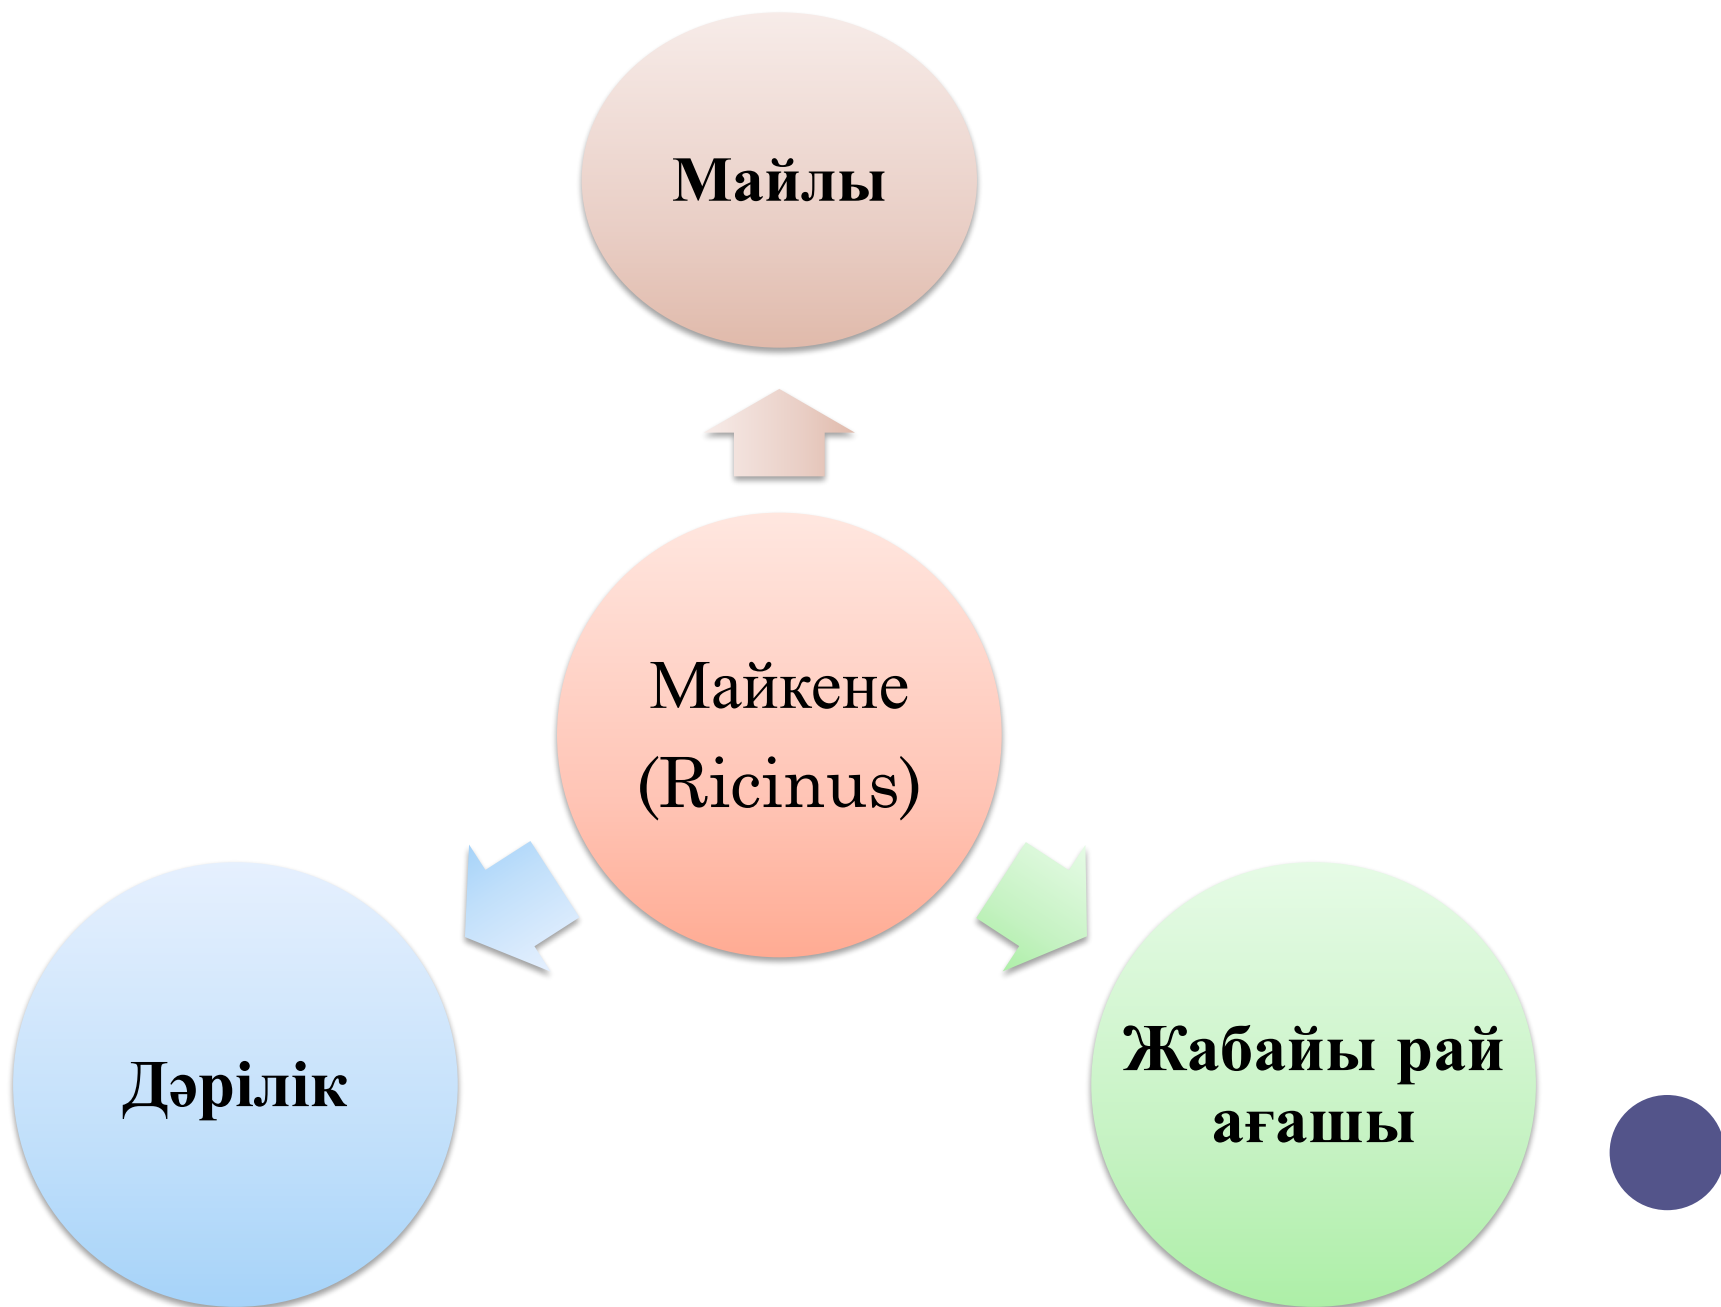 Майлы
Майкене
(Ricinus)
Дәрілік
Жабайы рай
ағашы